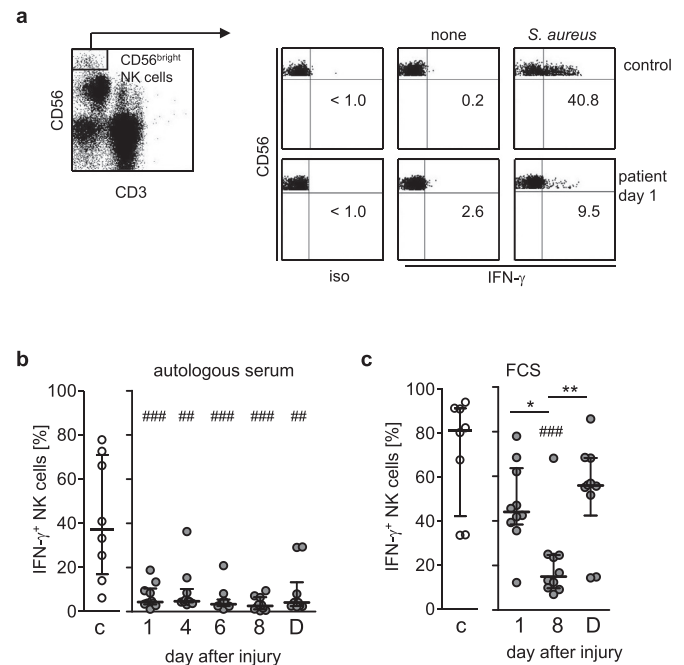 a
none
S. aureus
CD56bright
NK cells
control
CD56
< 1.0
0.2
40.8
CD3
CD56
patient
day 1
< 1.0
2.6
9.5
iso
IFN-γ
b
autologous serum
IFN-γ+ NK cells [%]
100
80
60
40
20
0
### ## ### ### ##
c
1 4 6 8 D
day after injury
c
FCS
IFN-γ+ NK cells [%]
100
80
60
40
20
0
* **
###
c
1 8 D
day after injury